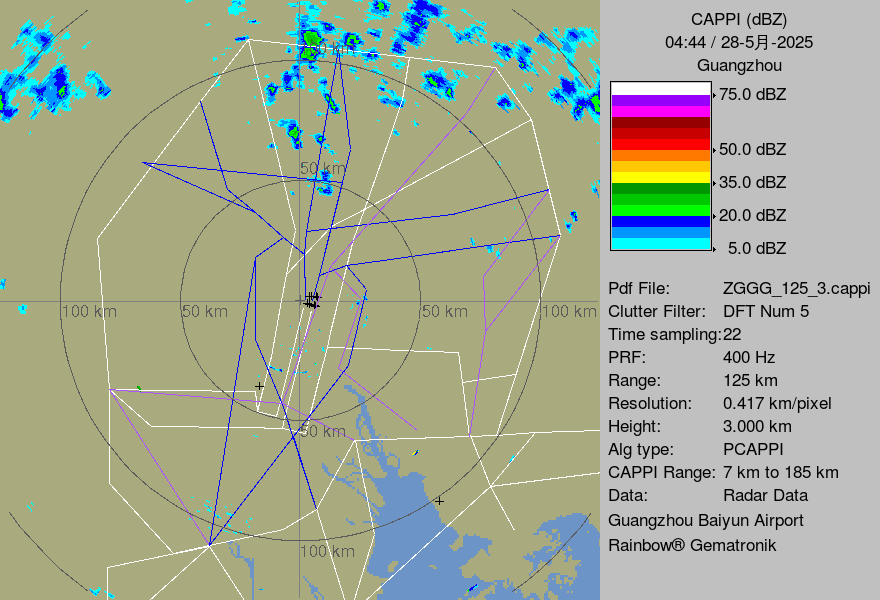 CAPPI (dBZ)
04:44 / 28-5月-2025
Guangzhou
75.0 dBZ
50.0 dBZ
35.0 dBZ
20.0 dBZ
5.0 dBZ
Pdf File: ZGGG_125_3.cappi
Clutter Filter: DFT Num 5
Time sampling:22
PRF: 400 Hz
Range: 125 km
Resolution: 0.417 km/pixel
Height: 3.000 km
Alg type: PCAPPI
CAPPI Range: 7 km to 185 km
Data: Radar Data
Guangzhou Baiyun Airport
Rainbow® Gematronik
50 km
100 km
50 km
50 km
100 km
50 km
100 km